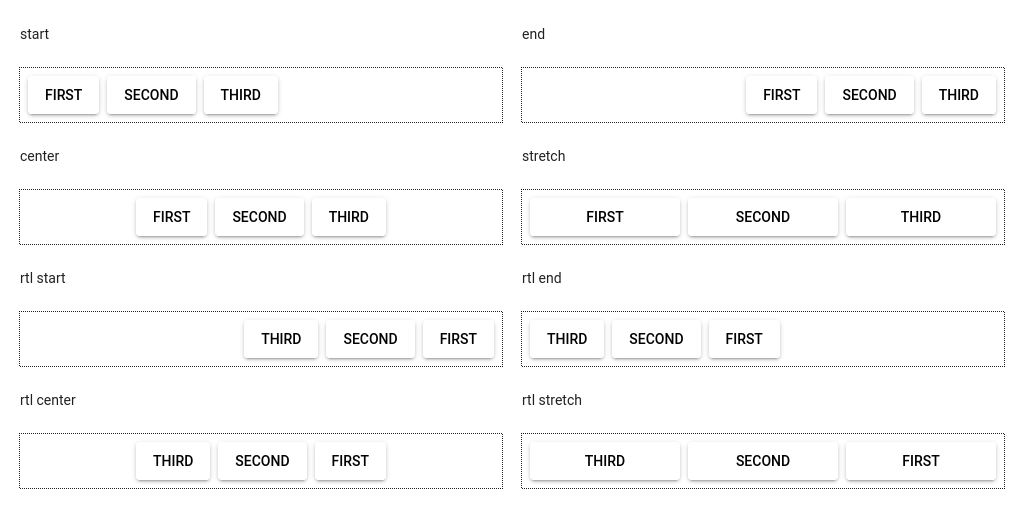 start
end
FIRST SECOND THIRD
FIRST SECOND THIRD
center
stretch
FIRST SECOND THIRD
FIRST SECOND THIRD
rtl start
rtl end
THIRD SECOND FIRST
THIRD SECOND FIRST
rtl center
rtl stretch
THIRD SECOND FIRST
THIRD SECOND FIRST